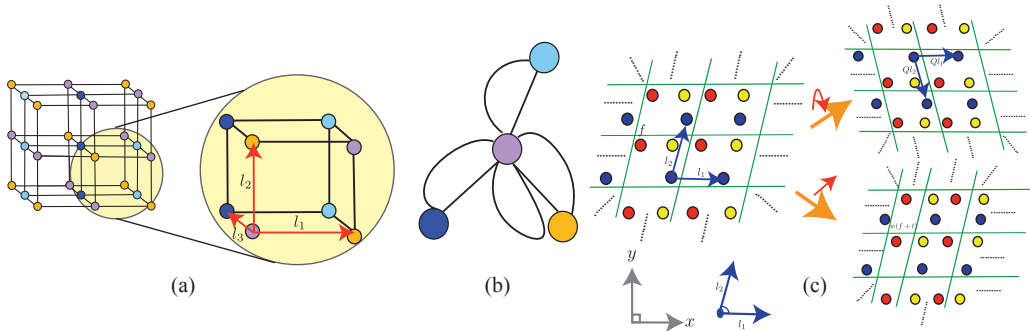 l₂
l₁
l₃
(a)
(b)
f
l₂
l₁
y
x
l₂
l₁
(c)
Ql₁
Ql₂
w(f + t